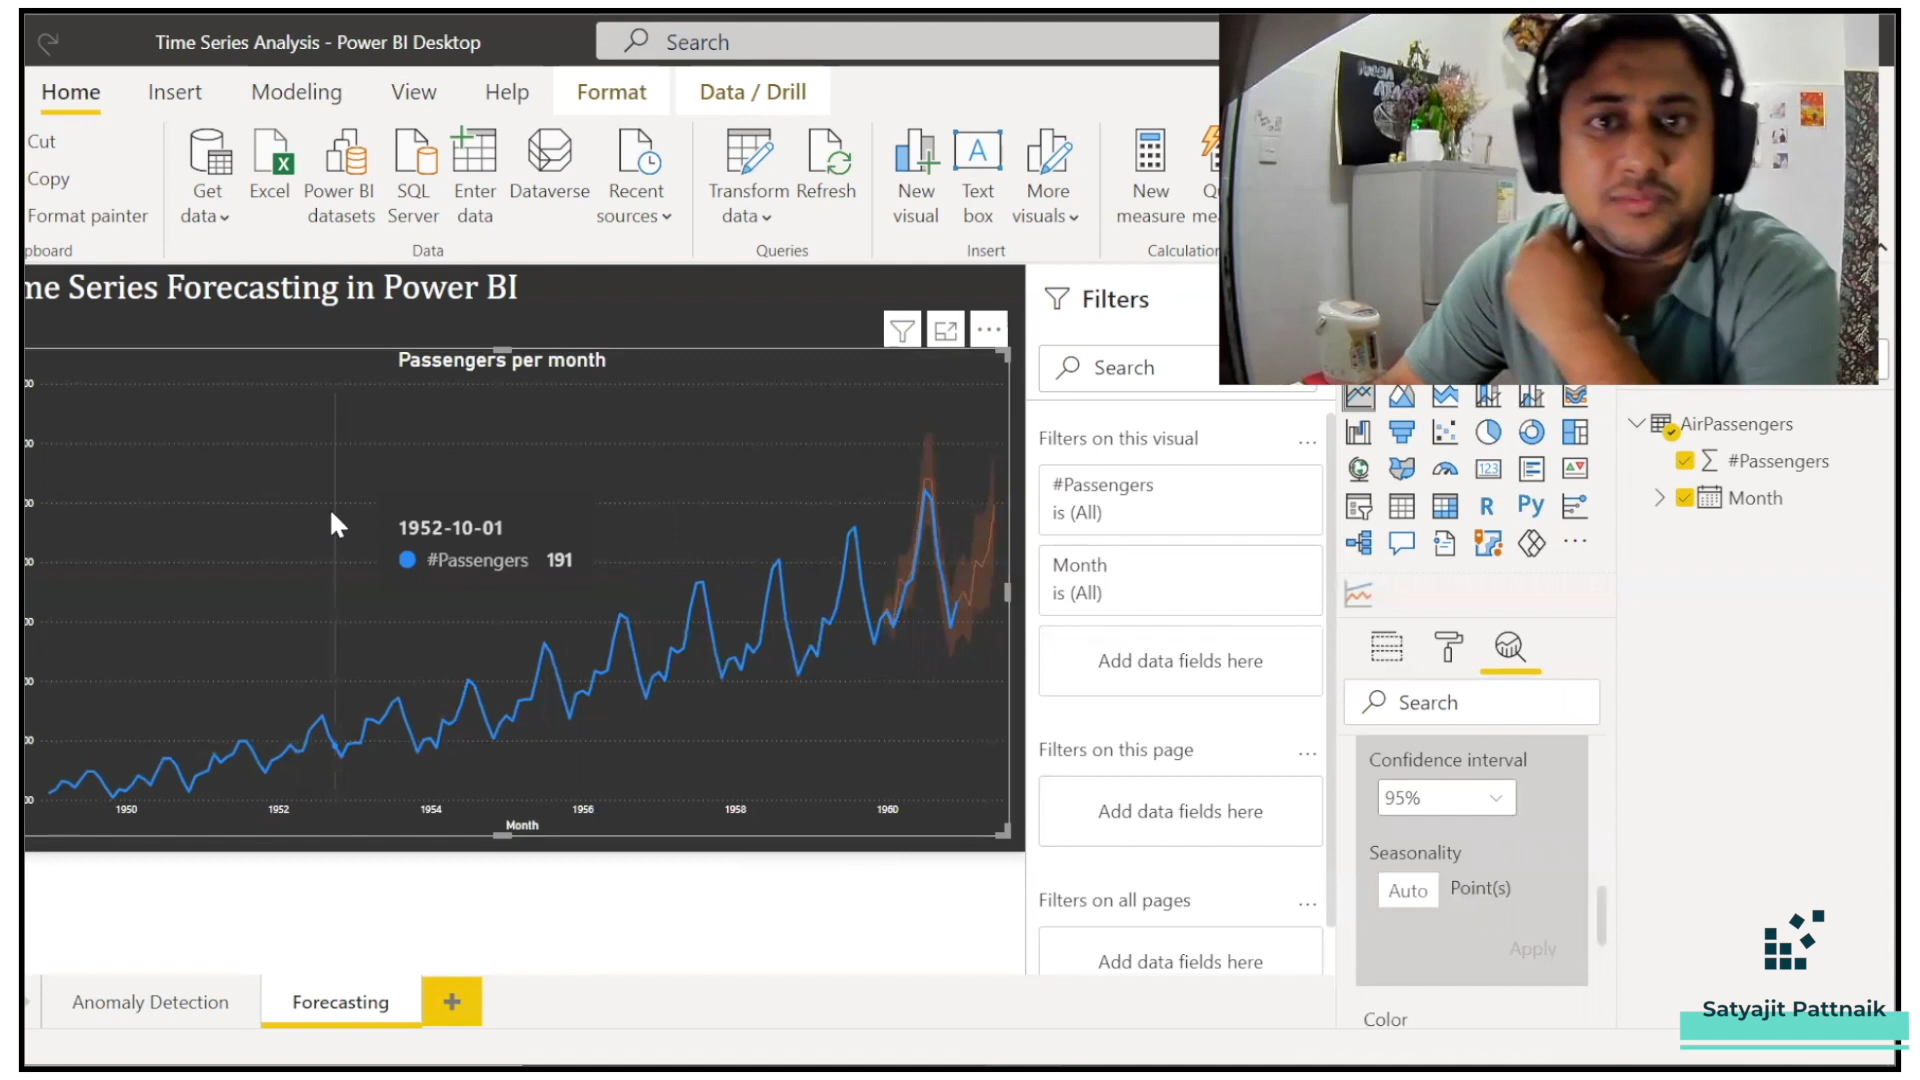 Time Series Analysis - Power BI Desktop
Search
Home
Insert
Modeling
View
Help
Format
Data / Drill
Cut
Copy
Format painter
pboard
Get
data
Excel
Power BI
datasets
SQL
Server
Enter
data
Dataverse
Recent
sources
Data
Transform
data
Refresh
Queries
New
visual
Text
box
More
visuals
Insert
New
measure
Calculation
me Series Forecasting in Power BI
Passengers per month
1952-10-01
#Passengers 191
1950
1952
1954
1956
1958
1960
Month
Filters
Search
Filters on this visual
...
#Passengers
is (All)
Month
is (All)
Add data fields here
Filters on this page
...
Add data fields here
Filters on all pages
...
Add data fields here
123
R
Py
...
Search
Confidence interval
95%
Seasonality
Auto
Point(s)
Apply
Color
AirPassengers
#Passengers
Month
Anomaly Detection
Forecasting
Satyajit Pattnaik